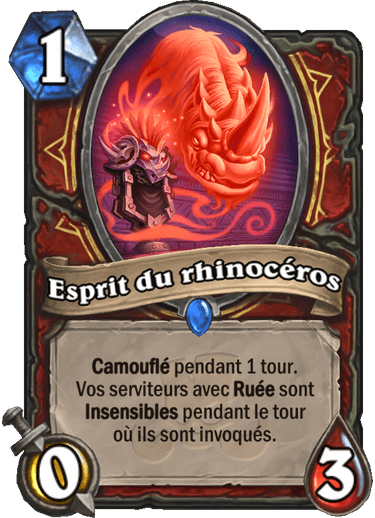 1
Esprit du rhinocéros
Camouflé pendant 1 tour.
Vos serviteurs avec Ruée sont
Insensibles pendant le tour
où ils sont invoqués.
0
3